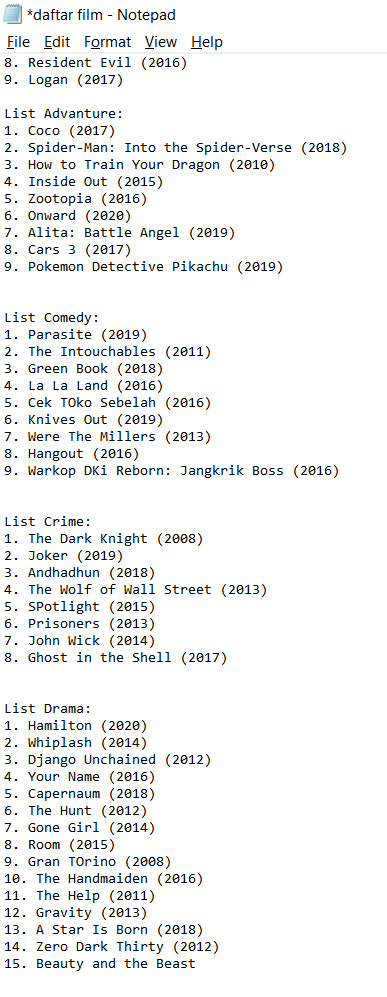 *daftar film - Notepad
File Edit Format View Help
8. Resident Evil (2016)
9. Logan (2017)
List Advanture:
1. Coco (2017)
2. Spider-Man: Into the Spider-Verse (2018)
3. How to Train Your Dragon (2010)
4. Inside Out (2015)
5. Zootopia (2016)
6. Onward (2020)
7. Alita: Battle Angel (2019)
8. Cars 3 (2017)
9. Pokemon Detective Pikachu (2019)
List Comedy:
1. Parasite (2019)
2. The Intouchables (2011)
3. Green Book (2018)
4. La La Land (2016)
5. Cek TOko Sebelah (2016)
6. Knives Out (2019)
7. Were The Millers (2013)
8. Hangout (2016)
9. Warkop DKi Reborn: Jangkrik Boss (2016)
List Crime:
1. The Dark Knight (2008)
2. Joker (2019)
3. Andhadhun (2018)
4. The Wolf of Wall Street (2013)
5. SPotlight (2015)
6. Prisoners (2013)
7. John Wick (2014)
8. Ghost in the Shell (2017)
List Drama:
1. Hamilton (2020)
2. Whiplash (2014)
3. Django Unchained (2012)
4. Your Name (2016)
5. Capernaum (2018)
6. The Hunt (2012)
7. Gone Girl (2014)
8. Room (2015)
9. Gran TOrino (2008)
10. The Handmaiden (2016)
11. The Help (2011)
12. Gravity (2013)
13. A Star Is Born (2018)
14. Zero Dark Thirty (2012)
15. Beauty and the Beast